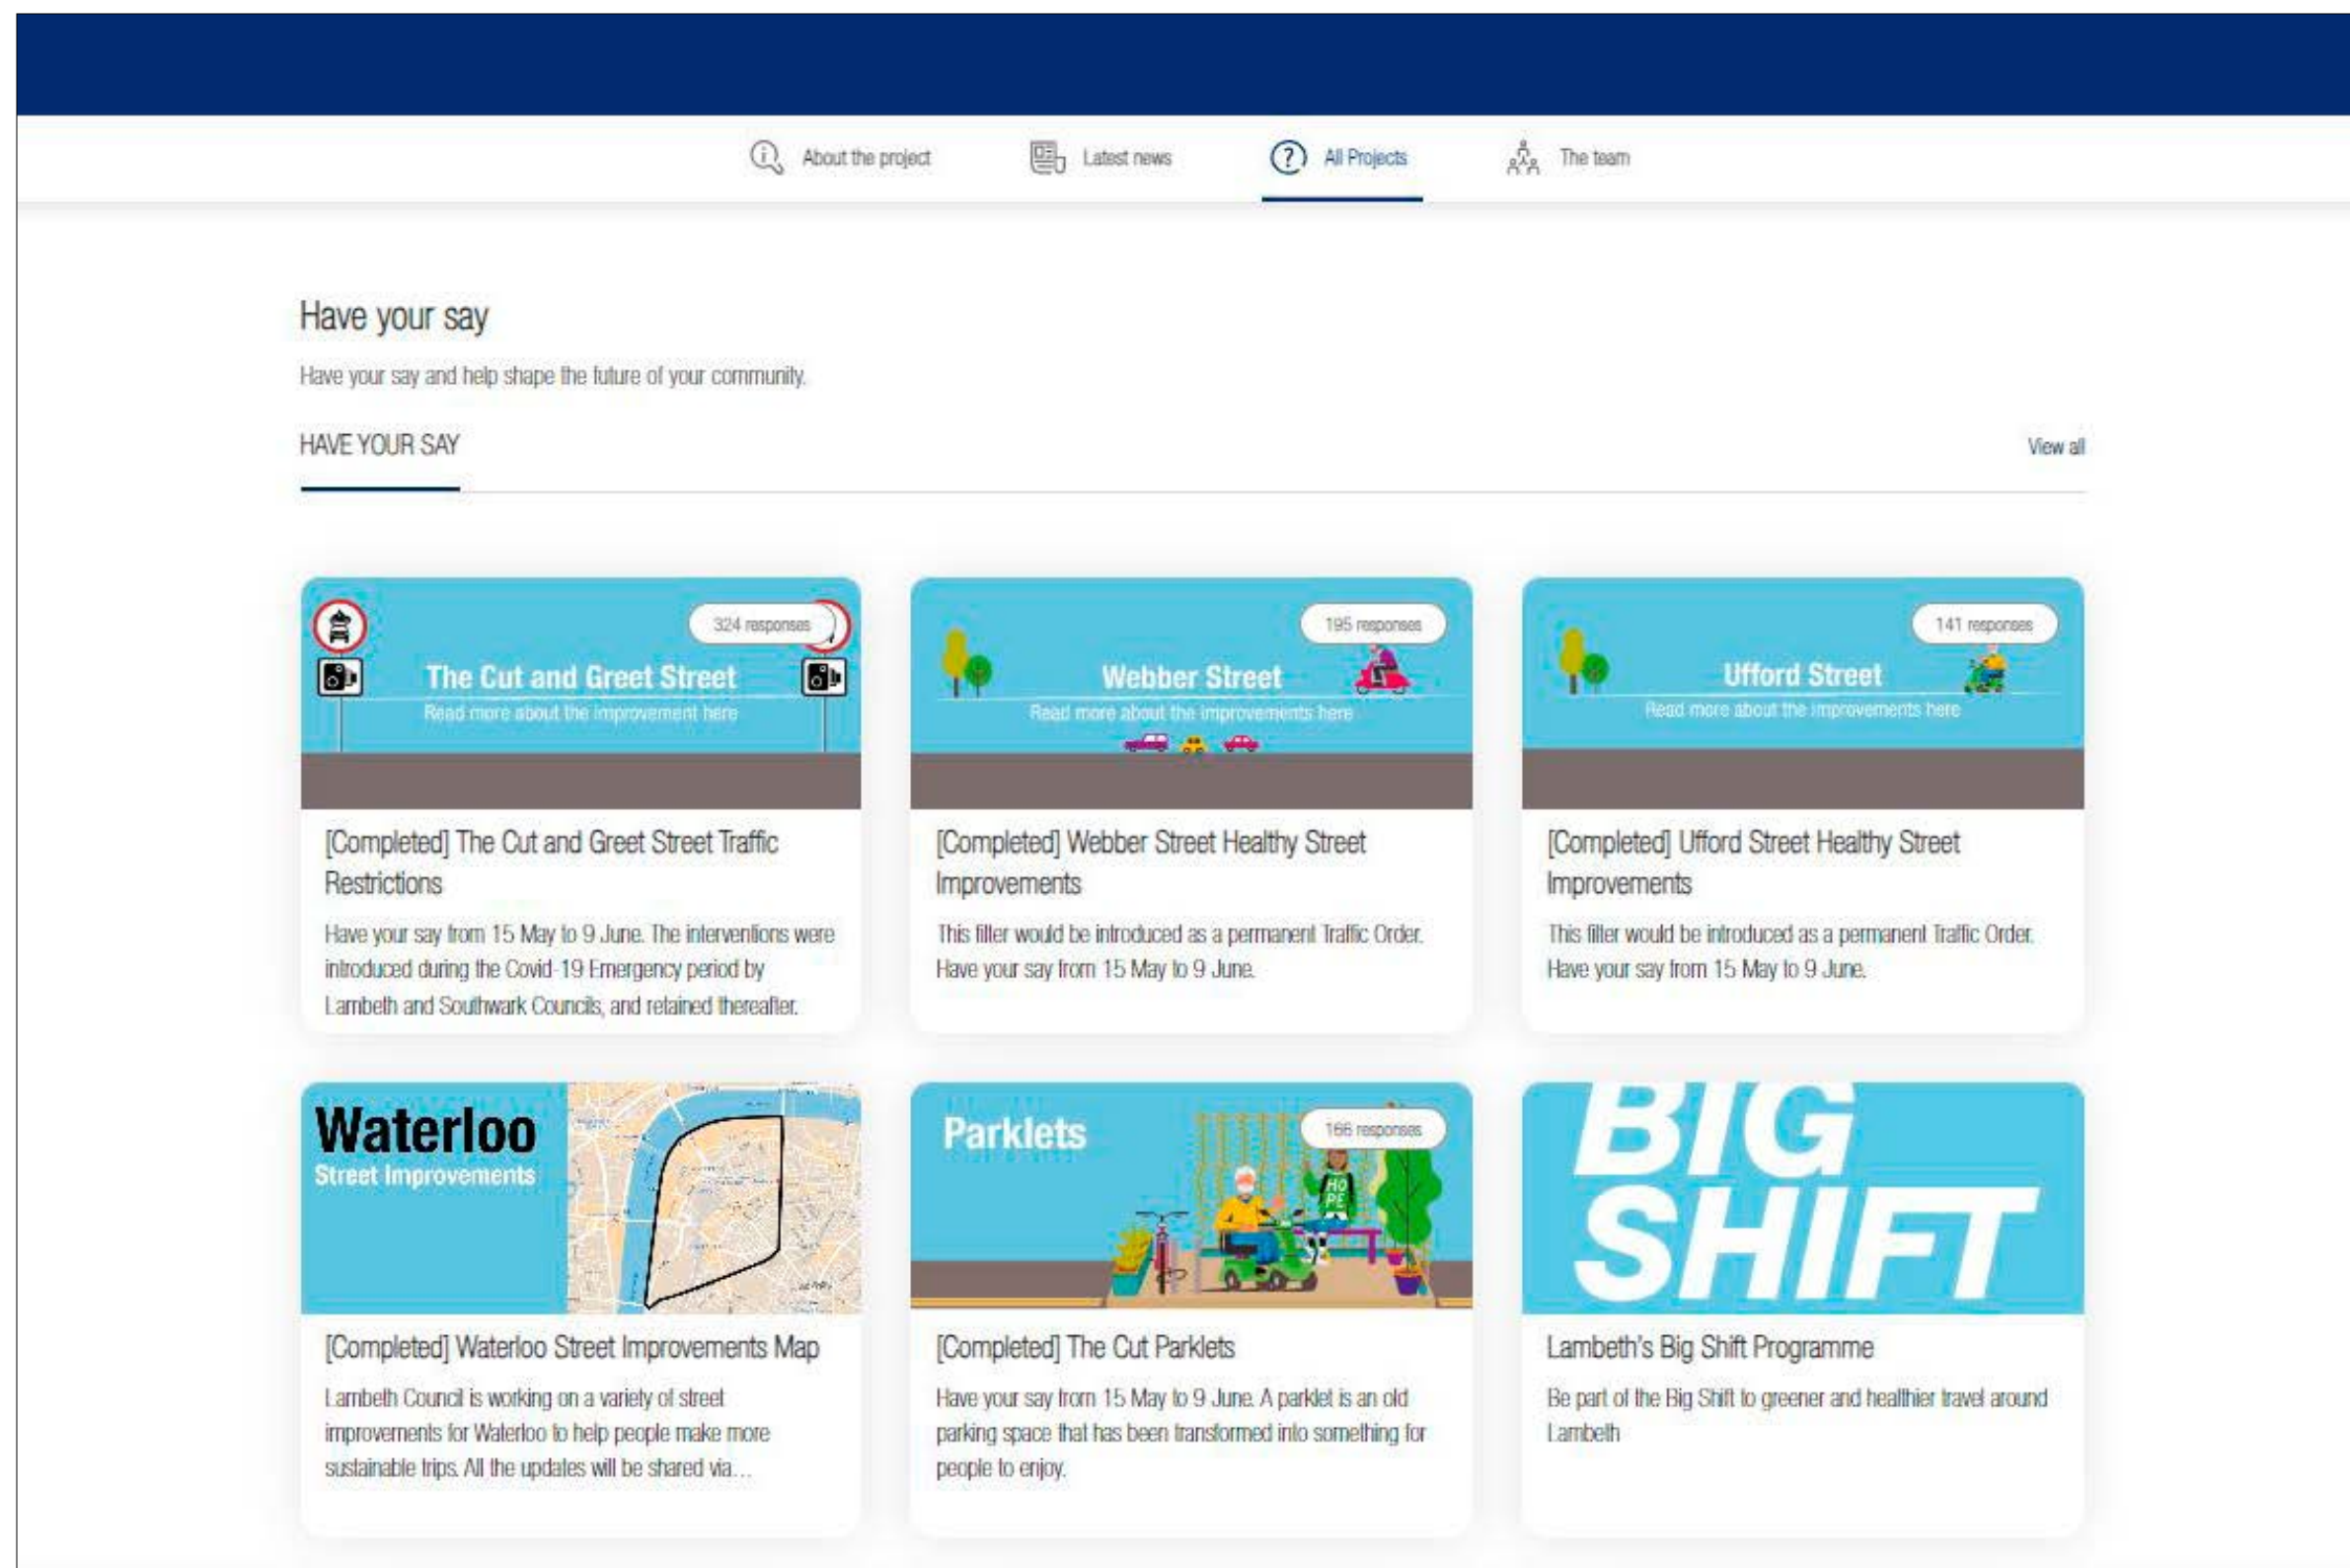 About the project
Latest news
All Projects
The team
Have your say
Have your say and help shape the future of your community.
HAVE YOUR SAY
View all
324 responses
The Cut and Greet Street
Read more about the improvement here
[Completed] The Cut and Greet Street Traffic
Restrictions
Have your say from 15 May to 9 June. The interventions were
introduced during the Covid-19 Emergency period by
Lambeth and Southwark Councils, and retained thereafter.
195 responses
Webber Street
Read more about the improvements here
[Completed] Webber Street Healthy Street
Improvements
This filter would be introduced as a permanent Traffic Order.
Have your say from 15 May to 9 June.
141 responses
Ufford Street
Read more about the improvements here
[Completed] Ufford Street Healthy Street
Improvements
This filter would be introduced as a permanent Traffic Order.
Have your say from 15 May to 9 June.
Waterloo
Street Improvements
[Completed] Waterloo Street Improvements Map
Lambeth Council is working on a variety of street
improvements for Waterloo to help people make more
sustainable trips. All the updates will be shared via...
Parklets
166 responses
HO
PE
[Completed] The Cut Parklets
Have your say from 15 May to 9 June. A parklet is an old
parking space that has been transformed into something for
people to enjoy.
BIG
SHIFT
Lambeth's Big Shift Programme
Be part of the Big Shift to greener and healthier travel around
Lambeth